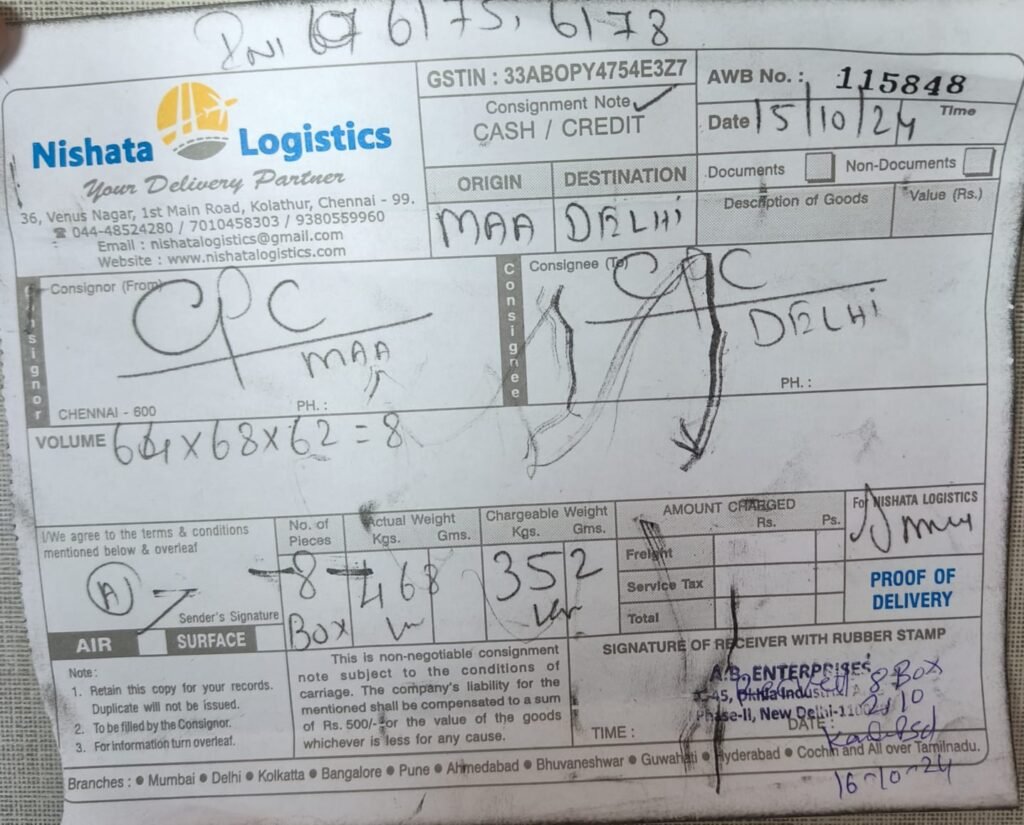 6175, 6178
Nishata Logistics
Your Delivery Partner
36, Venus Nagar, 1st Main Road, Kolathur, Chennai - 99.
☎ 044-48524280 / 7010458303 / 9380559960
Email : nishatalogistics@gmail.com
Website : www.nishatalogistics.com
GSTIN : 33ABOPY4754E3Z7
Consignment Note ✓
CASH / CREDIT
AWB No. : 115848
Date 15/10/24 Time
ORIGIN DESTINATION
MAA DELHi
Documents Non-Documents
Description of Goods Value (Rs.)
Consignor
Consignor (From)
CPC
MAA
CHENNAI - 600 PH. :
Consignee
Consignee (To)
CPC
DELHi
PH. :
VOLUME 64x68x62 = 8
I/We agree to the terms & conditions
mentioned below & overleaf
A
Sender's Signature
AIR SURFACE
No. of Pieces
8
Box
Actual Weight
Kgs. Gms.
468
Chargeable Weight
Kgs. Gms.
352
AMOUNT CHARGED
Rs. Ps.
Freight
Service Tax
Total
For NISHATA LOGISTICS
PROOF OF
DELIVERY
Note :
1. Retain this copy for your records.
Duplicate will not be issued.
2. To be filled by the Consignor.
3. For information turn overleaf.
This is non-negotiable consignment
note subject to the conditions of
carriage. The company's liability for the
mentioned shall be compensated to a sum
of Rs. 500/- or the value of the goods
whichever is less for any cause.
SIGNATURE OF RECEIVER WITH RUBBER STAMP
A.B. ENTERPRISES
Okhla Industrial
Phase-II, New Delhi-1100
8 Box
TIME : DATE :
16-10-24
Branches : ● Mumbai ● Delhi ● Kolkatta ● Bangalore ● Pune ● Ahmedabad ● Bhuvaneshwar ● Guwahati ● Hyderabad ● Cochin and All over Tamilnadu.